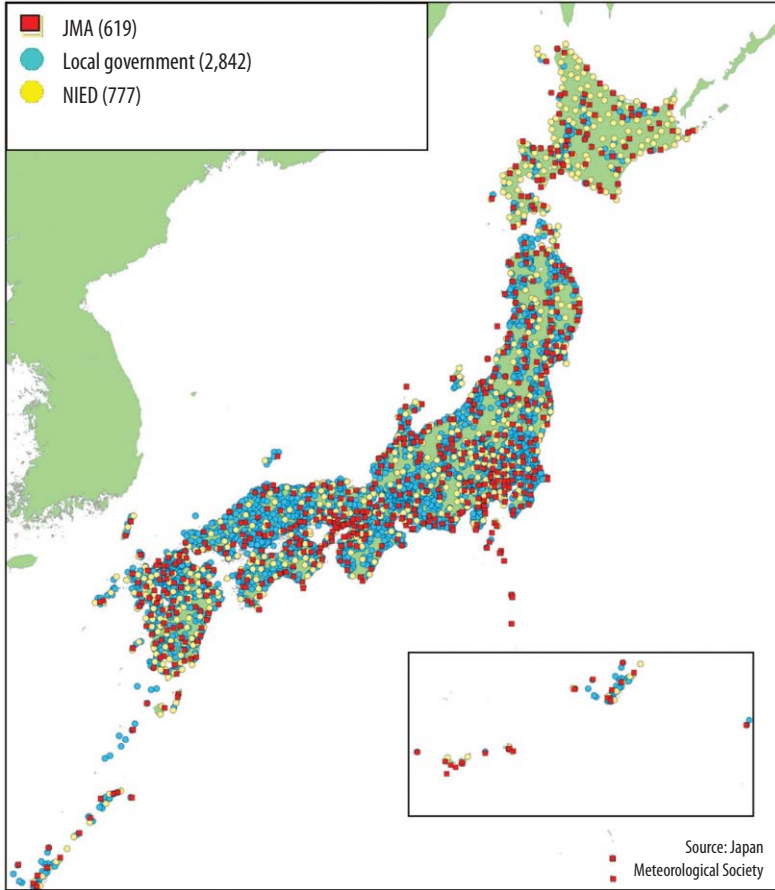 JMA (619)
Local government (2,842)
NIED (777)
Source: Japan
Meteorological Society